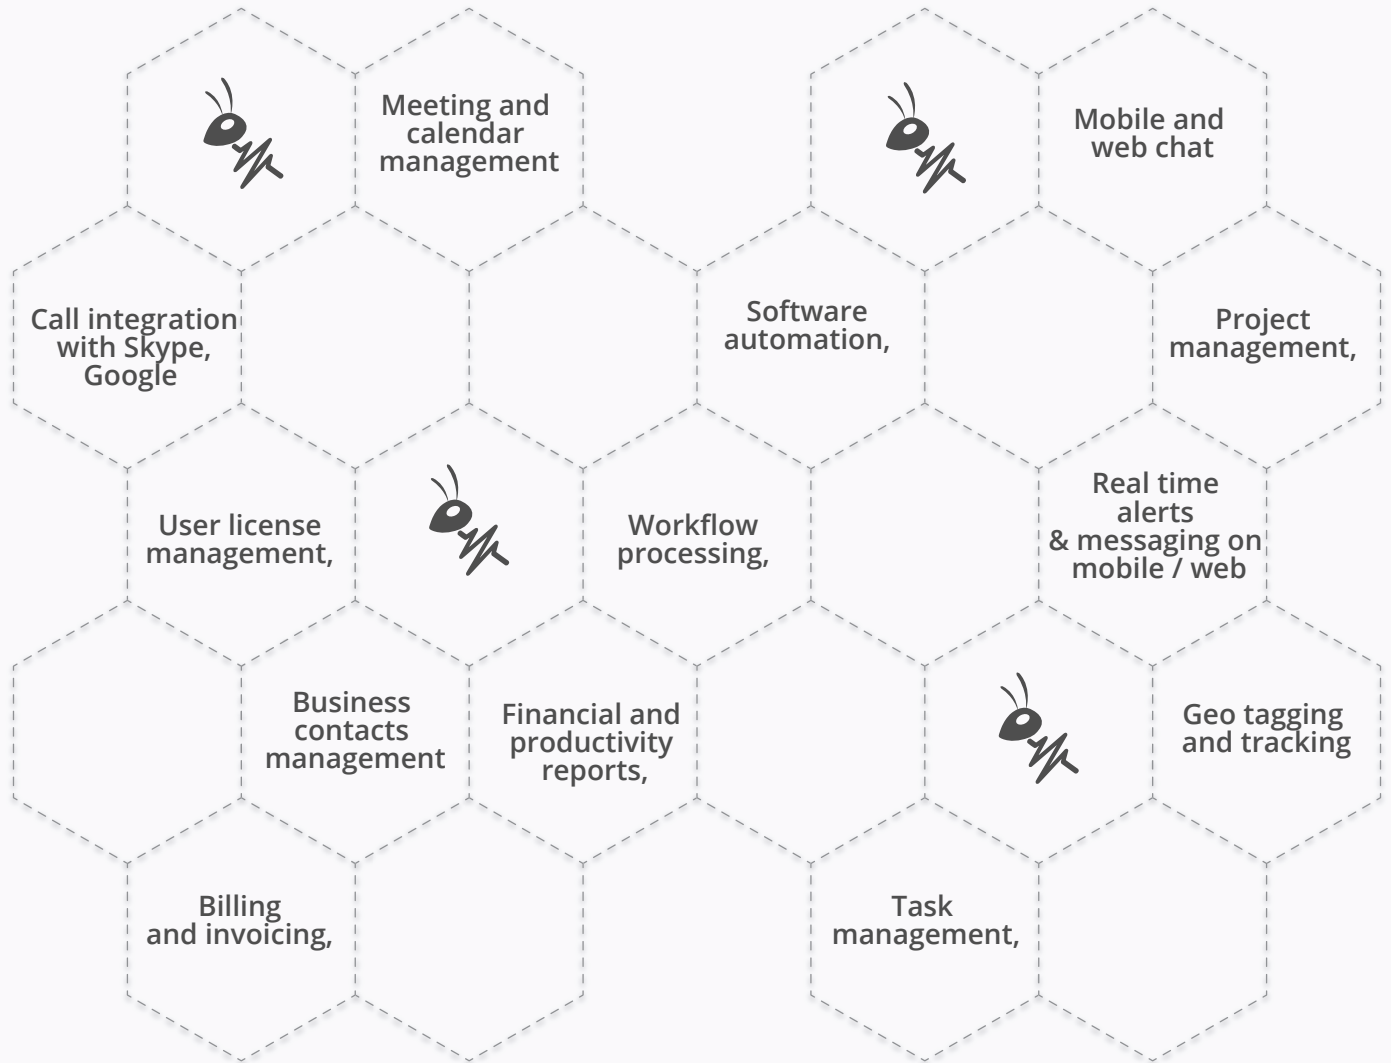 Meeting and
calendar
management
Mobile and
web chat
Call integration
with Skype,
Google
Software
automation,
Project
management,
User license
management,
Workflow
processing,
Real time
alerts
& messaging on
mobile / web
Business
contacts
management
Financial and
productivity
reports,
Geo tagging
and tracking
Billing
and invoicing,
Task
management,